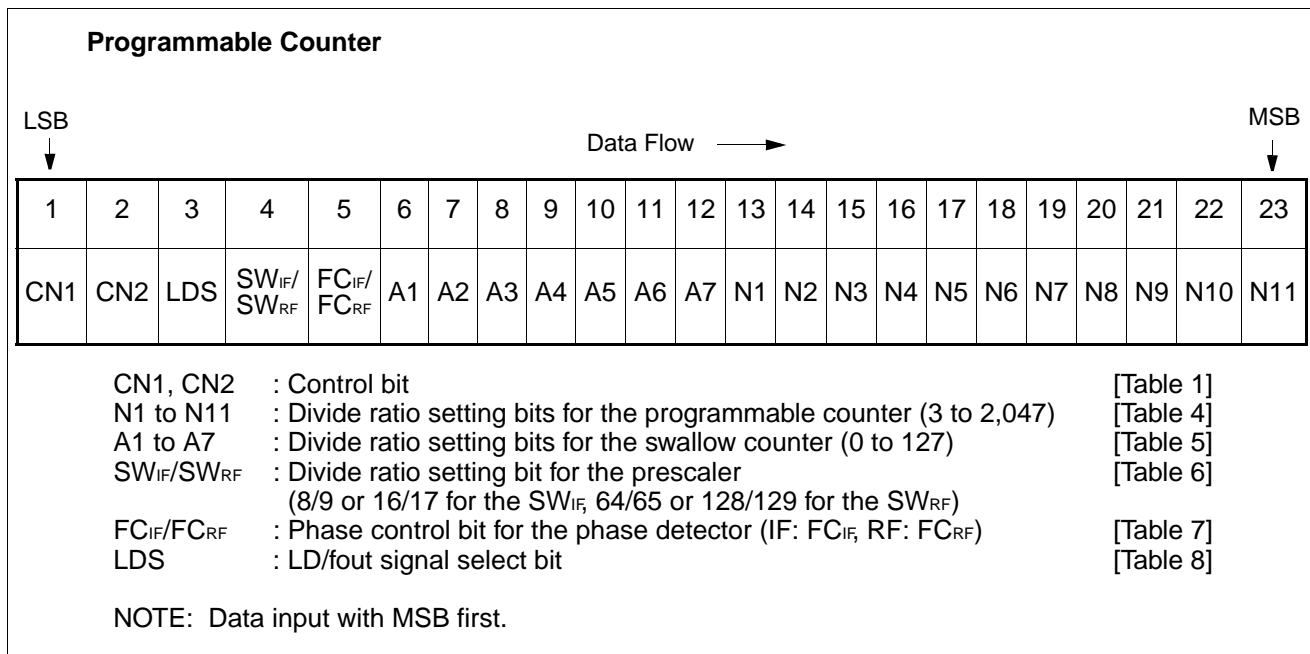 Programmable Counter
LSB
MSB
Data Flow
1 2 3 4 5 6 7 8 9 10 11 12 13 14 15 16 17 18 19 20 21 22 23
CN1 CN2 LDS SWIF/ SWRF FCIF/ FCRF A1 A2 A3 A4 A5 A6 A7 N1 N2 N3 N4 N5 N6 N7 N8 N9 N10 N11
CN1, CN2 : Control bit [Table 1]
N1 to N11 : Divide ratio setting bits for the programmable counter (3 to 2,047) [Table 4]
A1 to A7 : Divide ratio setting bits for the swallow counter (0 to 127) [Table 5]
SWIF/SWRF : Divide ratio setting bit for the prescaler [Table 6]
(8/9 or 16/17 for the SWIF, 64/65 or 128/129 for the SWRF)
FCIF/FCRF : Phase control bit for the phase detector (IF: FCIF, RF: FCRF) [Table 7]
LDS : LD/fout signal select bit [Table 8]
NOTE: Data input with MSB first.